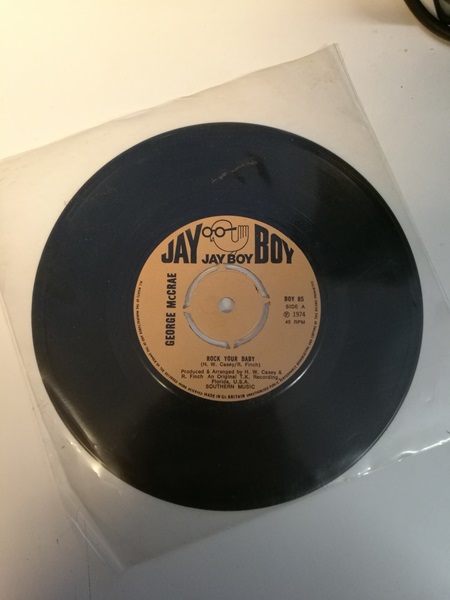 JAY BOY
JAY BOY
GEORGE McCRAE
BOY 85
SIDE A
℗ 1974
45 RPM
ROCK YOUR BABY
(H. W. Casey/R. Finch)
Produced & Arranged by H. W. Casey &
R. Finch An Original T.K. Recording
Florida, U.S.A.
SOUTHERN MUSIC
MADE IN Gt. BRITAIN